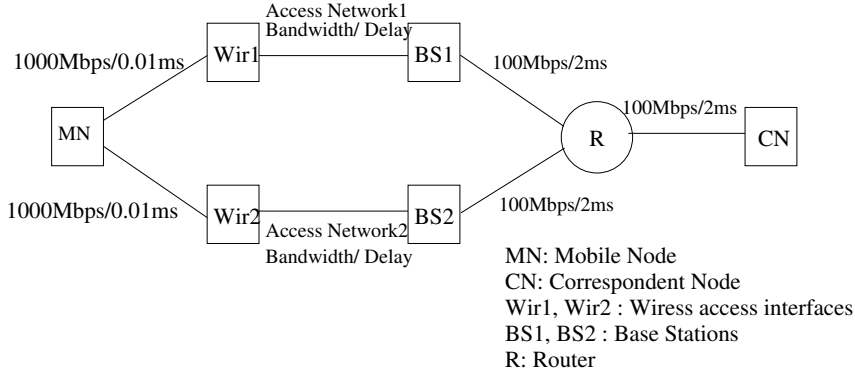 Access Network1
Bandwidth/ Delay
1000Mbps/0.01ms
Wir1
BS1
100Mbps/2ms
100Mbps/2ms
MN
R
CN
1000Mbps/0.01ms
Wir2
BS2
100Mbps/2ms
Access Network2
Bandwidth/ Delay
MN: Mobile Node
CN: Correspondent Node
Wir1, Wir2 : Wiress access interfaces
BS1, BS2 : Base Stations
R: Router